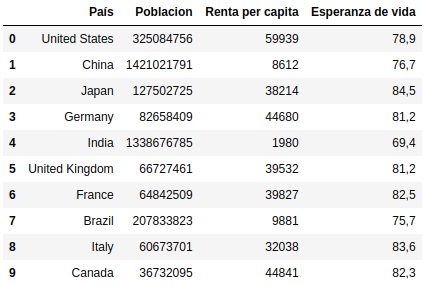 País Poblacion Renta per capita Esperanza de vida
0 United States 325084756 59939 78,9
1 China 1421021791 8612 76,7
2 Japan 127502725 38214 84,5
3 Germany 82658409 44680 81,2
4 India 1338676785 1980 69,4
5 United Kingdom 66727461 39532 81,2
6 France 64842509 39827 82,5
7 Brazil 207833823 9881 75,7
8 Italy 60673701 32038 83,6
9 Canada 36732095 44841 82,3